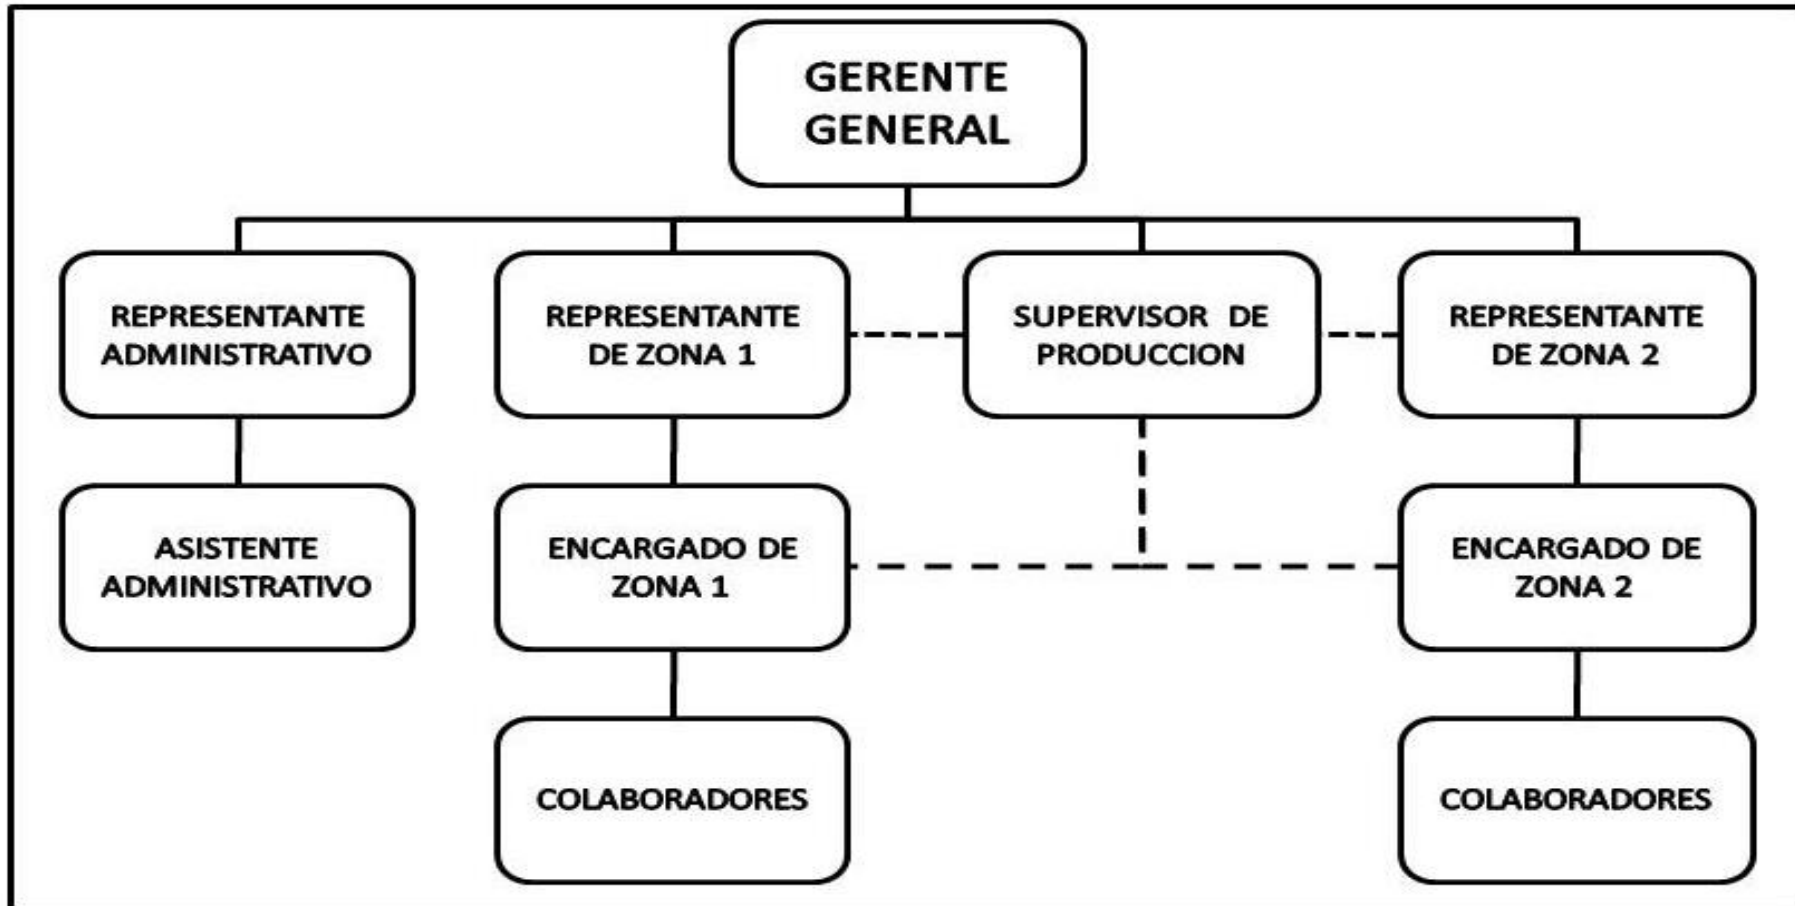 GERENTE
GENERAL
REPRESENTANTE
ADMINISTRATIVO
REPRESENTANTE
DE ZONA 1
SUPERVISOR DE
PRODUCCION
REPRESENTANTE
DE ZONA 2
ASISTENTE
ADMINISTRATIVO
ENCARGADO DE
ZONA 1
ENCARGADO DE
ZONA 2
COLABORADORES
COLABORADORES